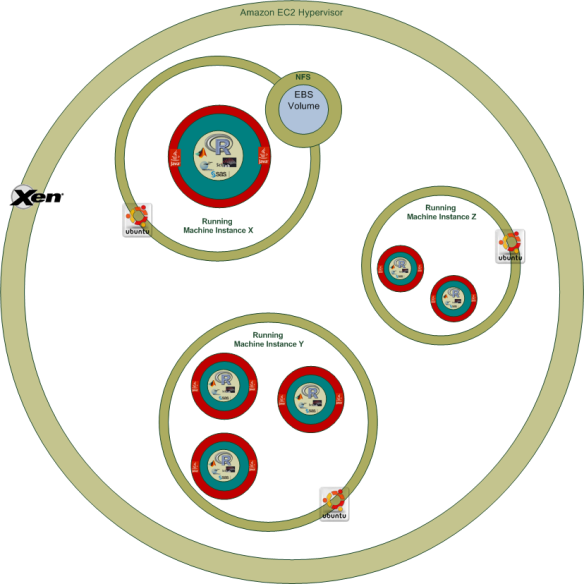 Amazon EC2 Hypervisor
NFS
EBS
Volume
Xen
Running
Machine Instance X
ubuntu
Running
Machine Instance Z
ubuntu
Running
Machine Instance Y
ubuntu
R
sas
R
R
R
R
R